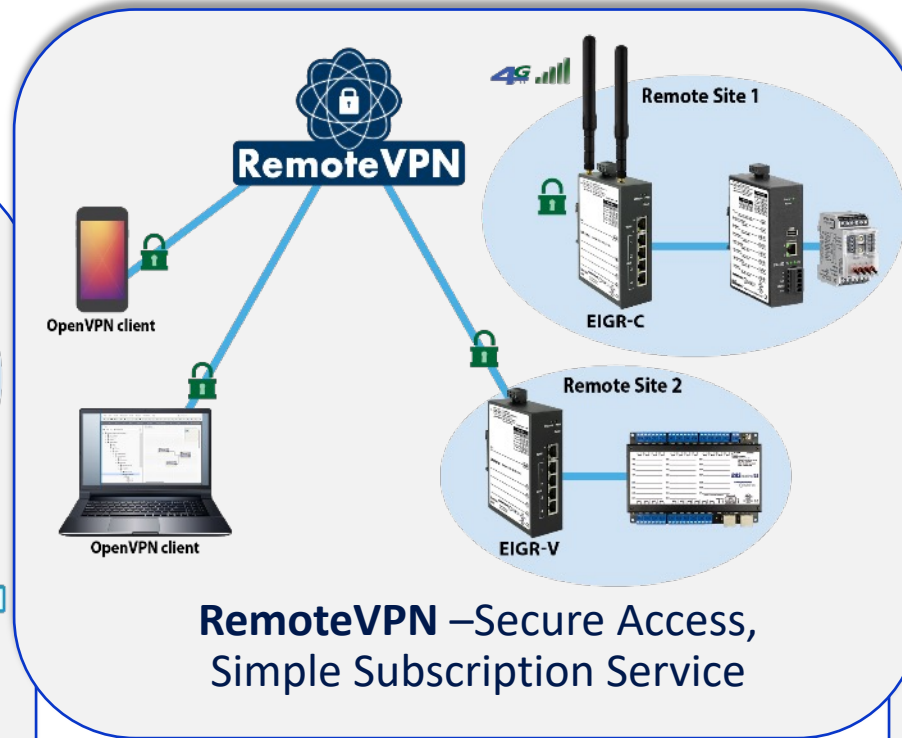 4G
Remote Site 1
RemoteVPN
OpenVPN client
EIGR-C
Remote Site 2
OpenVPN client
EIGR-V
RemoteVPN –Secure Access,
Simple Subscription Service